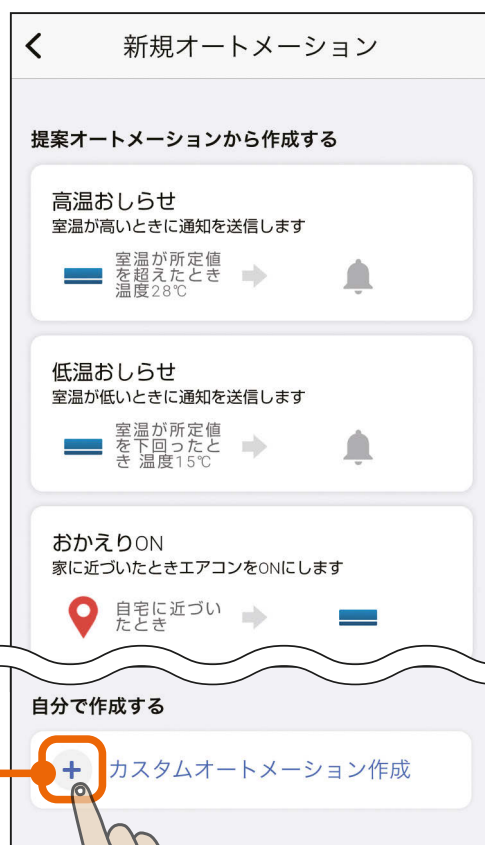 新規オートメーション
提案オートメーションから作成する
高温おしらせ
室温が高いときに通知を送信します
室温が所定値
を超えたとき
温度28℃
低温おしらせ
室温が低いときに通知を送信します
室温が所定値
を下回ったと
き 温度15℃
おかえりON
家に近づいたときエアコンをONにします
自宅に近づい
たとき
自分で作成する
カスタムオートメーション作成